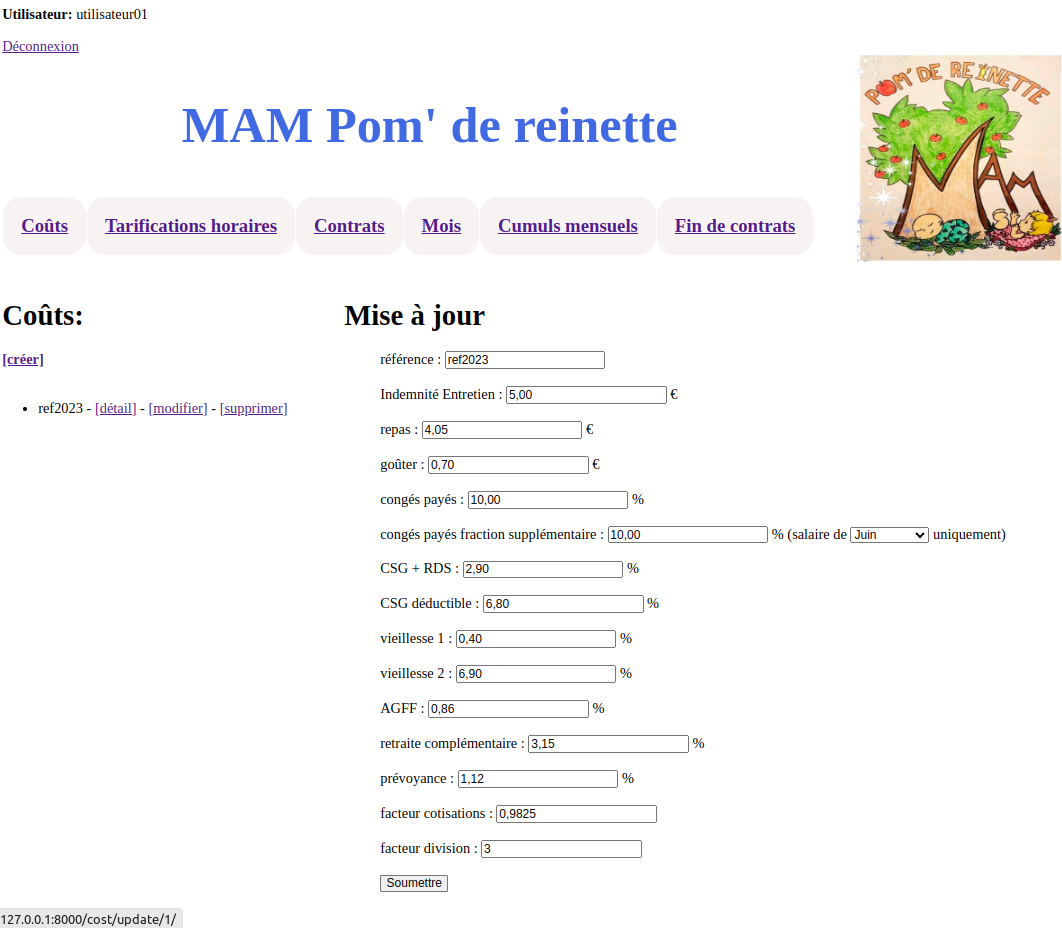 Utilisateur: utilisateur01
Déconnexion
POM' DE REINETTE
MAM
MAM Pom' de reinette
Coûts Tarifications horaires Contrats Mois Cumuls mensuels Fin de contrats
Coûts:
[créer]
ref2023 - [détail] - [modifier] - [supprimer]
Mise à jour
référence : ref2023
Indemnité Entretien : 5,00 €
repas : 4,05 €
goûter : 0,70 €
congés payés : 10,00 %
congés payés fraction supplémentaire : 10,00 % (salaire de Juin uniquement)
CSG + RDS : 2,90 %
CSG déductible : 6,80 %
vieillesse 1 : 0,40 %
vieillesse 2 : 6,90 %
AGFF : 0,86 %
retraite complémentaire : 3,15 %
prévoyance : 1,12 %
facteur cotisations : 0,9825
facteur division : 3
Soumettre
127.0.0.1:8000/cost/update/1/